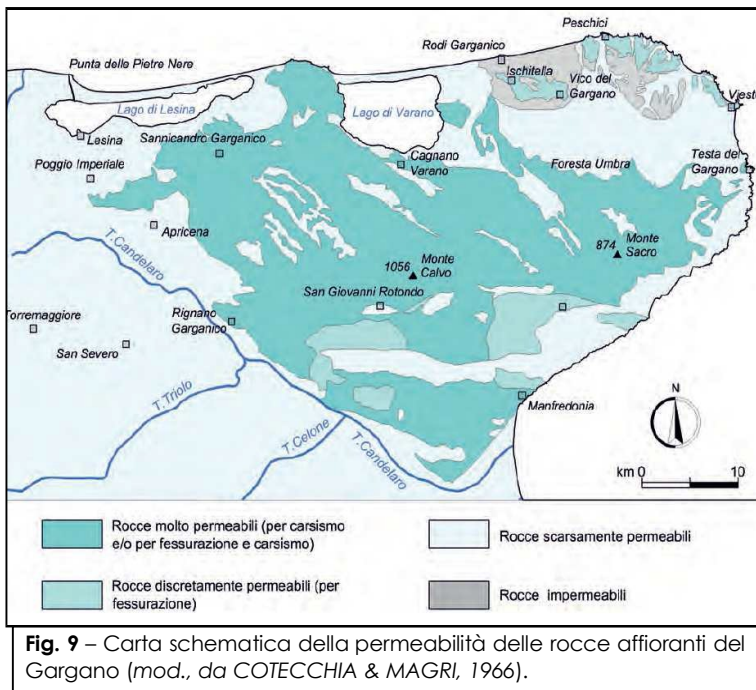 Peschici
Rodi Garganico
Punta delle Pietre Nere
Ischitella
Vico del
Gargano
Vieste
Lago di Lesina
Lago di Varano
Lesina
Sannicandro Garganico
Cagnano
Varano
Foresta Umbra
Testa del
Gargano
Poggio Imperiale
Apricena
T.Candelaro
874
Monte
Sacro
1056
Monte
Calvo
San Giovanni Rotondo
Torremaggiore
Rignano
Garganico
San Severo
Manfredonia
N
T.Triolo
T.Celone
T.Candelaro
km 0 10
Rocce molto permeabili (per carsismo
e/o per fessurazione e carsismo)
Rocce scarsamente permeabili
Rocce discretamente permeabili (per
fessurazione)
Rocce impermeabili
Fig. 9 – Carta schematica della permeabilità delle rocce affioranti del
Gargano (mod., da COTECCHIA & MAGRI, 1966).